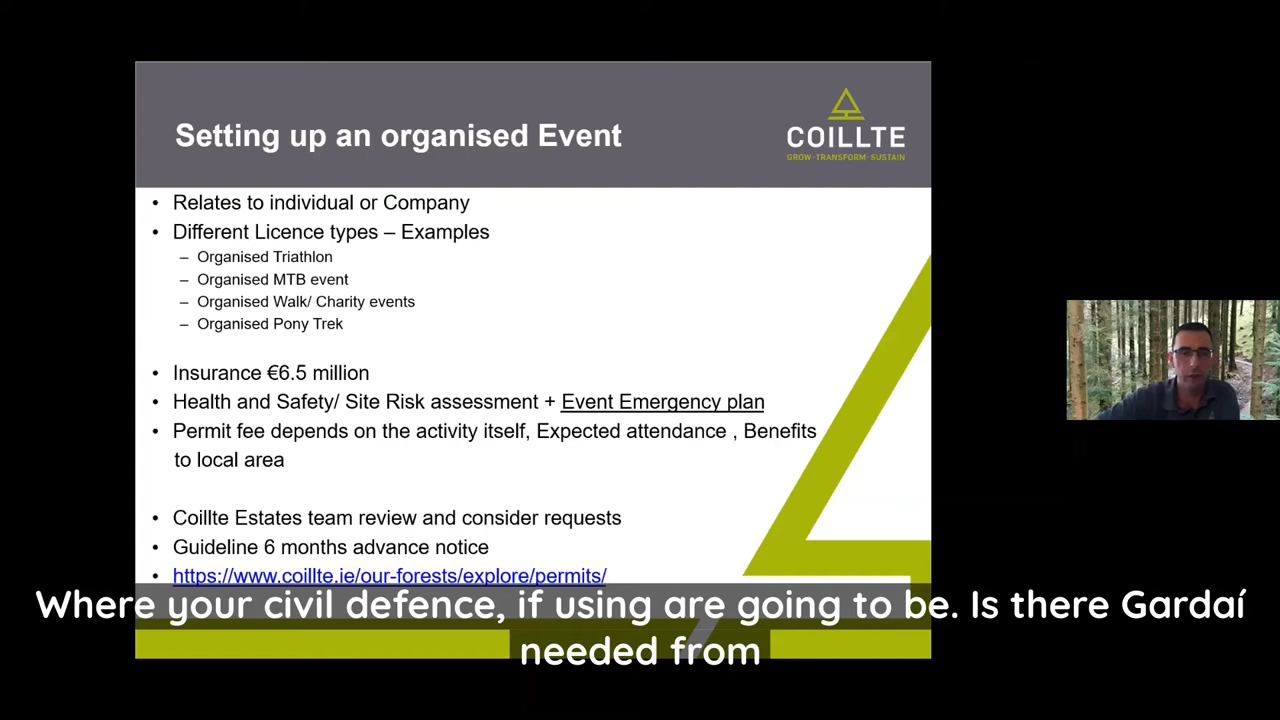 Setting up an organised Event
COILLTE
GROW·TRANSFORM·SUSTAIN
• Relates to individual or Company
• Different Licence types – Examples
– Organised Triathlon
– Organised MTB event
– Organised Walk/ Charity events
– Organised Pony Trek
• Insurance €6.5 million
• Health and Safety/ Site Risk assessment + Event Emergency plan
• Permit fee depends on the activity itself, Expected attendance , Benefits
to local area
• Coillte Estates team review and consider requests
• Guideline 6 months advance notice
• https://www.coillte.ie/our-forests/explore/permits/
Where your civil defence, if using are going to be. Is there Gardaí
needed from